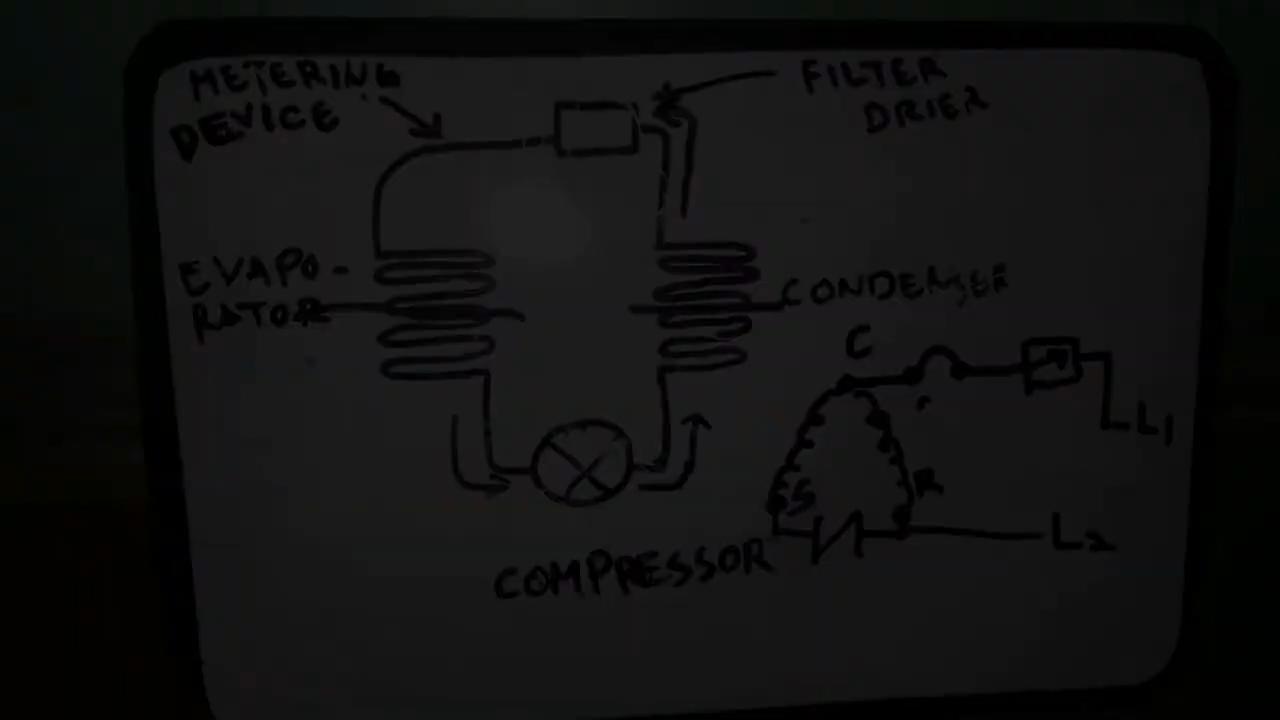 METERING
DEVICE
FILTER
DRIER
EVAPO-
RATOR
CONDENSER
C
L1
S
R
L2
COMPRESSOR